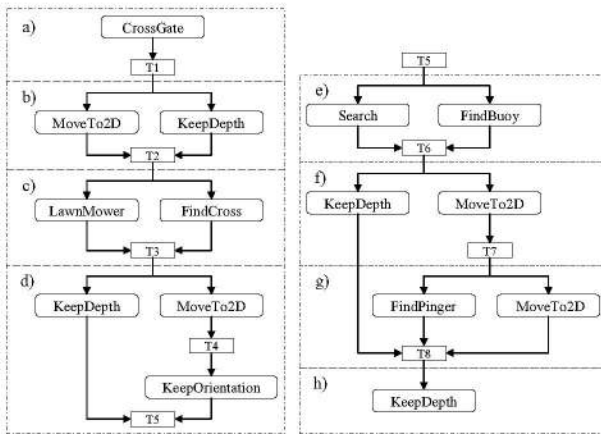 a)
CrossGate
T1
b)
MoveTo2D KeepDepth
T2
c)
LawnMower FindCross
T3
d)
KeepDepth MoveTo2D
T4
KeepOrientation
T5
T5
e)
Search FindBuoy
T6
f)
KeepDepth MoveTo2D
T7
g)
FindPinger MoveTo2D
T8
h)
KeepDepth